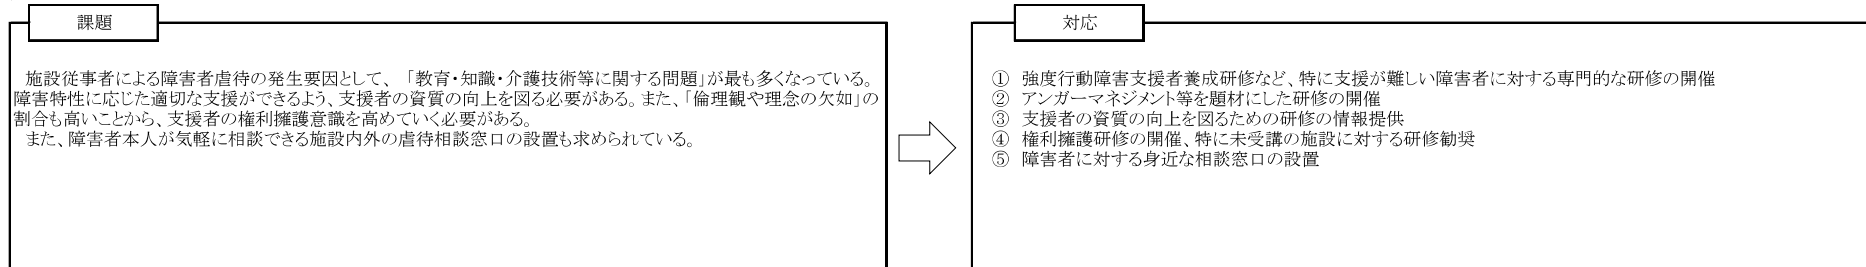 課題
施設従事者による障害者虐待の発生要因として、「教育・知識・介護技術等に関する問題」が最も多くなっている。
障害特性に応じた適切な支援ができるよう、支援者の資質の向上を図る必要がある。また、「倫理観や理念の欠如」の
割合も高いことから、支援者の権利擁護意識を高めていく必要がある。
また、障害者本人が気軽に相談できる施設内外の虐待相談窓口の設置も求められている。
対応
① 強度行動障害支援者養成研修など、特に支援が難しい障害者に対する専門的な研修の開催
② アンガーマネジメント等を題材にした研修の開催
③ 支援者の資質の向上を図るための研修の情報提供
④ 権利擁護研修の開催、特に未受講の施設に対する研修勧奨
⑤ 障害者に対する身近な相談窓口の設置